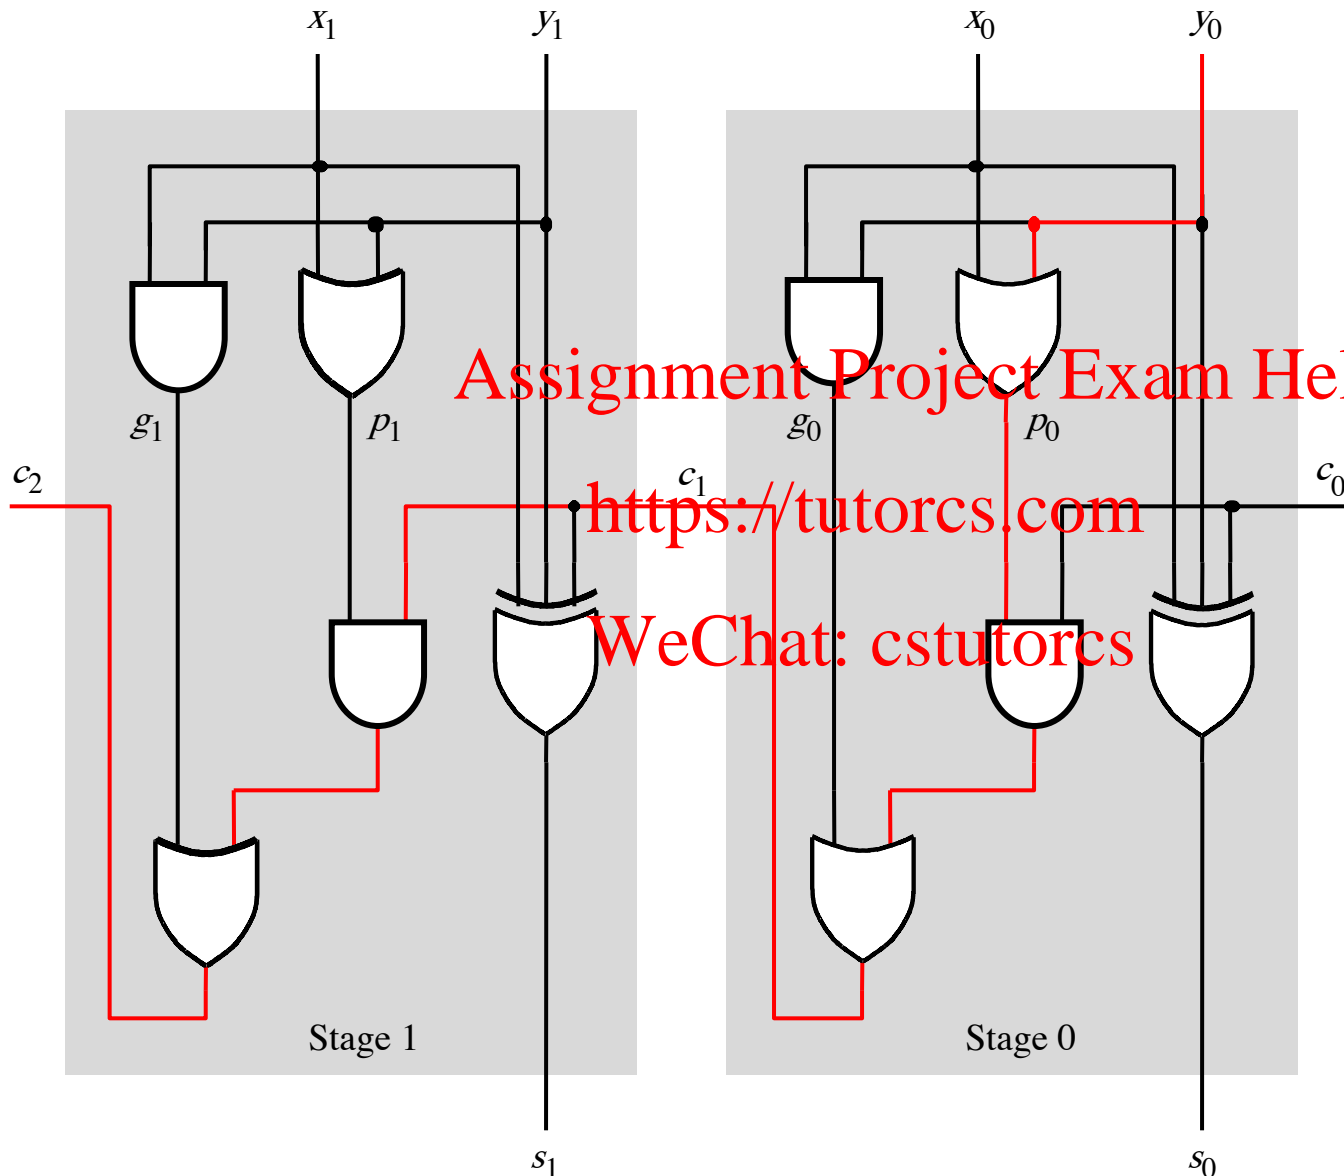 x1 y1 x0 y0
Assignment Project Exam Hel
g1 p1 g0 p0
c2 c1 c0
https://tutorcs.com
WeChat: cstutorcs
Stage 1 Stage 0
s1 s0